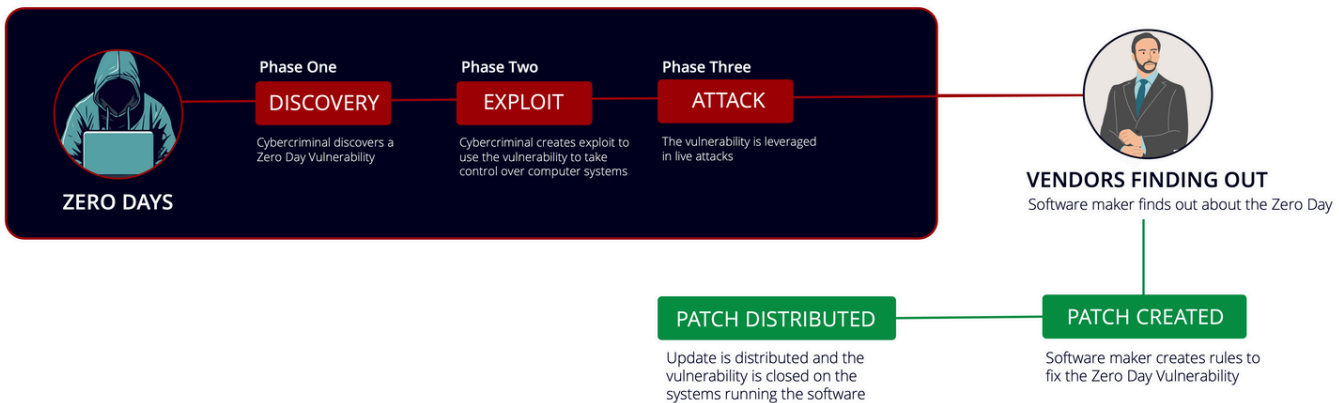 Phase One
DISCOVERY
Cybercriminal discovers a
Zero Day Vulnerability
Phase Two
EXPLOIT
Cybercriminal creates exploit to
use the vulnerability to take
control over computer systems
Phase Three
ATTACK
The vulnerability is leveraged
in live attacks
ZERO DAYS
VENDORS FINDING OUT
Software maker finds out about the Zero Day
PATCH CREATED
Software maker creates rules to
fix the Zero Day Vulnerability
PATCH DISTRIBUTED
Update is distributed and the
vulnerability is closed on the
systems running the software